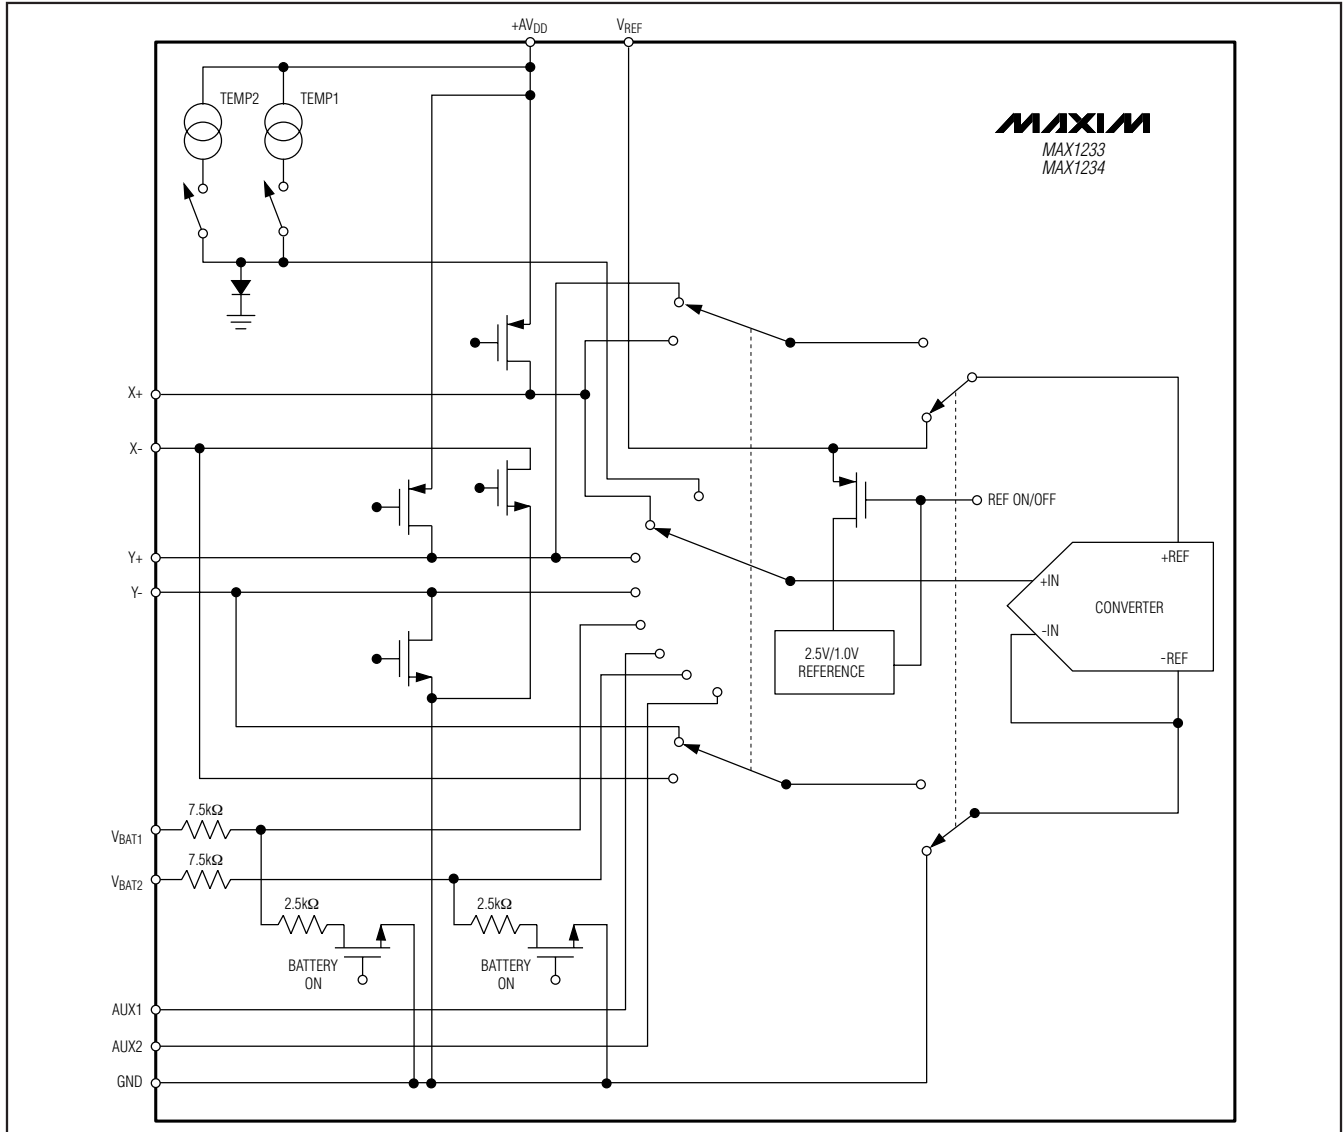 +AVDD
VREF
TEMP2
TEMP1
MAXIM
MAX1233
MAX1234
X+
X-
REF ON/OFF
Y+
Y-
+REF
+IN
CONVERTER
-IN
-REF
2.5V/1.0V
REFERENCE
7.5kΩ
VBAT1
7.5kΩ
VBAT2
2.5kΩ
2.5kΩ
BATTERY
ON
BATTERY
ON
AUX1
AUX2
GND